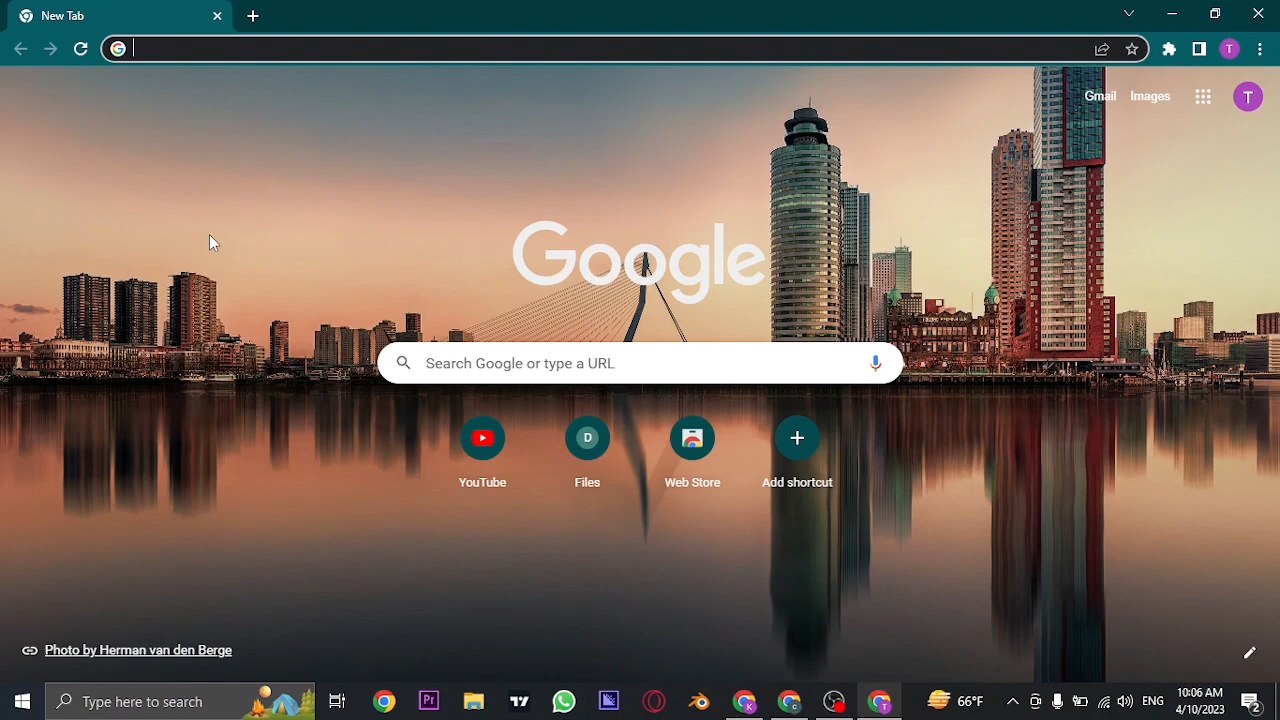 New Tab
Gmail Images
T
T
Google
Search Google or type a URL
D
YouTube Files Web Store Add shortcut
Photo by Herman van den Berge
Type here to search
Pr
K
C
T
66°F
ENG
10:06 AM
4/10/2023
2